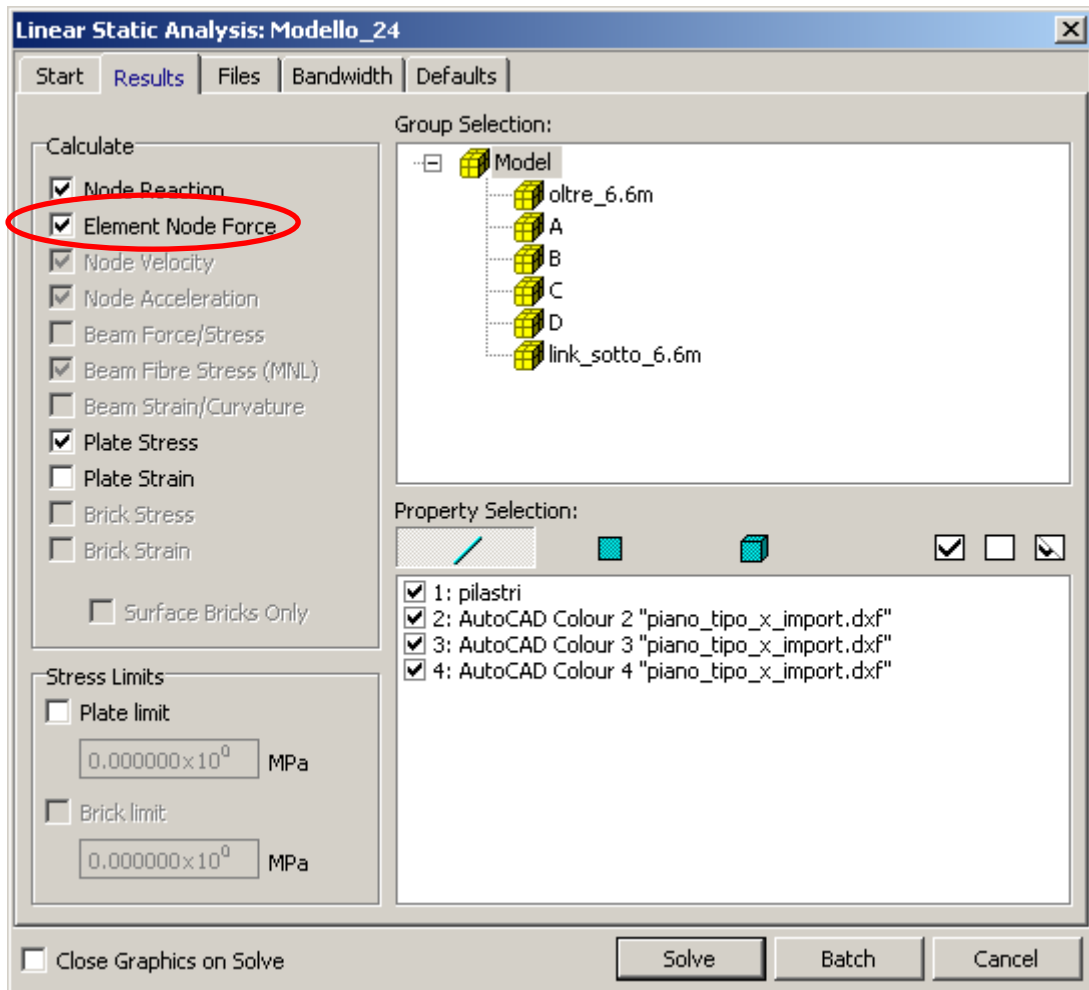 Linear Static Analysis: Modello_24
Start Results Files Bandwidth Defaults
Calculate
Node Reaction
Element Node Force
Node Velocity
Node Acceleration
Beam Force/Stress
Beam Fibre Stress (MNL)
Beam Strain/Curvature
Plate Stress
Plate Strain
Brick Stress
Brick Strain
Surface Bricks Only
Stress Limits
Plate limit
0.000000×10⁰ MPa
Brick limit
0.000000×10⁰ MPa
Group Selection:
Model
oltre_6.6m
A
B
C
D
link_sotto_6.6m
Property Selection:
1: pilastri
2: AutoCAD Colour 2 "piano_tipo_x_import.dxf"
3: AutoCAD Colour 3 "piano_tipo_x_import.dxf"
4: AutoCAD Colour 4 "piano_tipo_x_import.dxf"
Close Graphics on Solve
Solve Batch Cancel